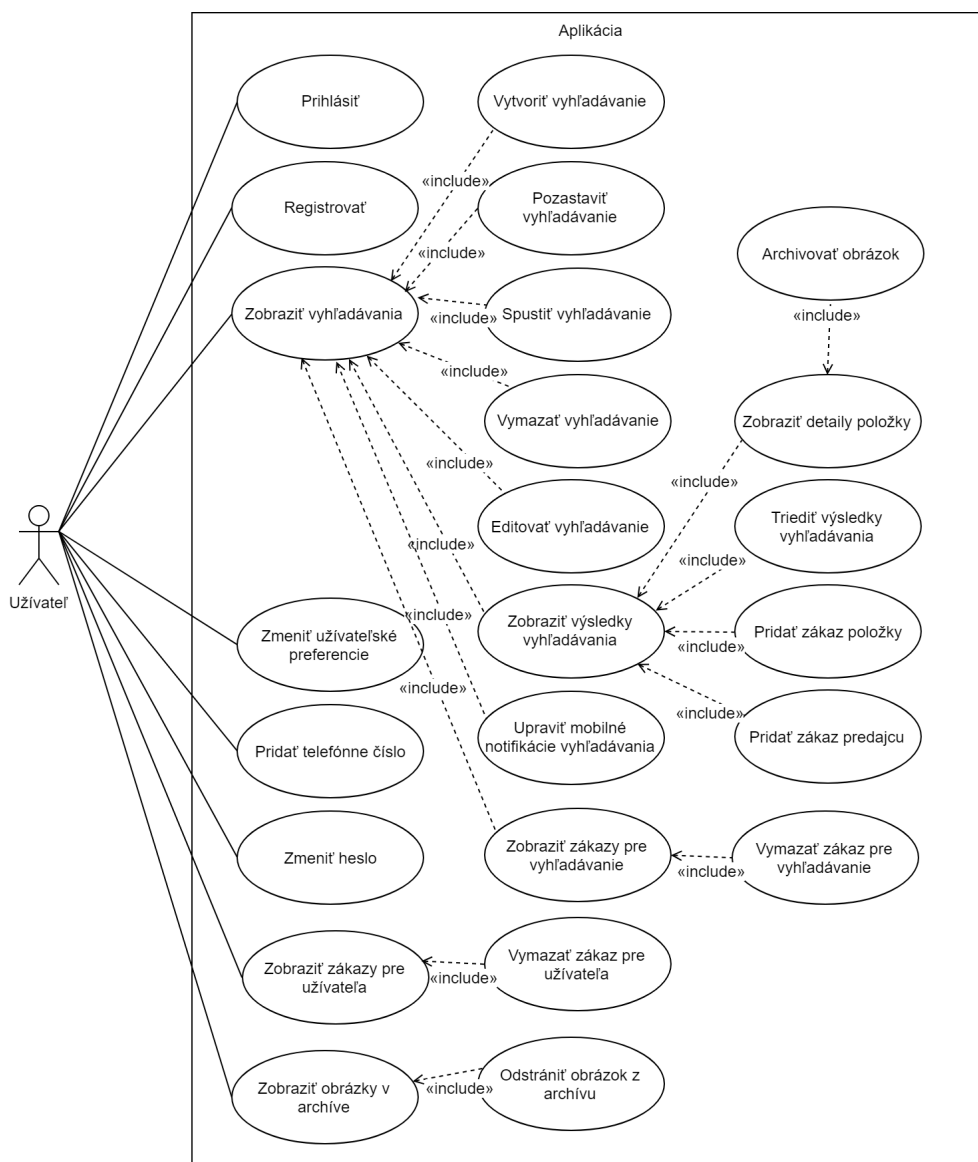 Aplikácia
Prihlásiť
Vytvoriť vyhľadávanie
«include»
Registrovať
Pozastaviť
vyhľadávanie
«include»
Archivovať obrázok
Zobraziť vyhľadávania
Spustiť vyhľadávanie
«include»
«include»
«include»
Vymazať vyhľadávanie
Zobraziť detaily položky
«include»
«include»
Užívateľ
Editovať vyhľadávanie
Triediť výsledky
vyhľadávania
«include»
«include»
Zmeniť užívateľské
preferencie
«include»
Zobraziť výsledky
vyhľadávania
«include»
Pridať zákaz položky
«include»
«include»
Pridať telefónne číslo
Upraviť mobilné
notifikácie vyhľadávania
Pridať zákaz predajcu
Zmeniť heslo
Zobraziť zákazy pre
vyhľadávanie
«include»
Vymazať zákaz pre
vyhľadávanie
Zobraziť zákazy pre
užívateľa
«include»
Vymazať zákaz pre
užívateľa
Zobraziť obrázky v
archíve
«include»
Odstrániť obrázok z
archívu